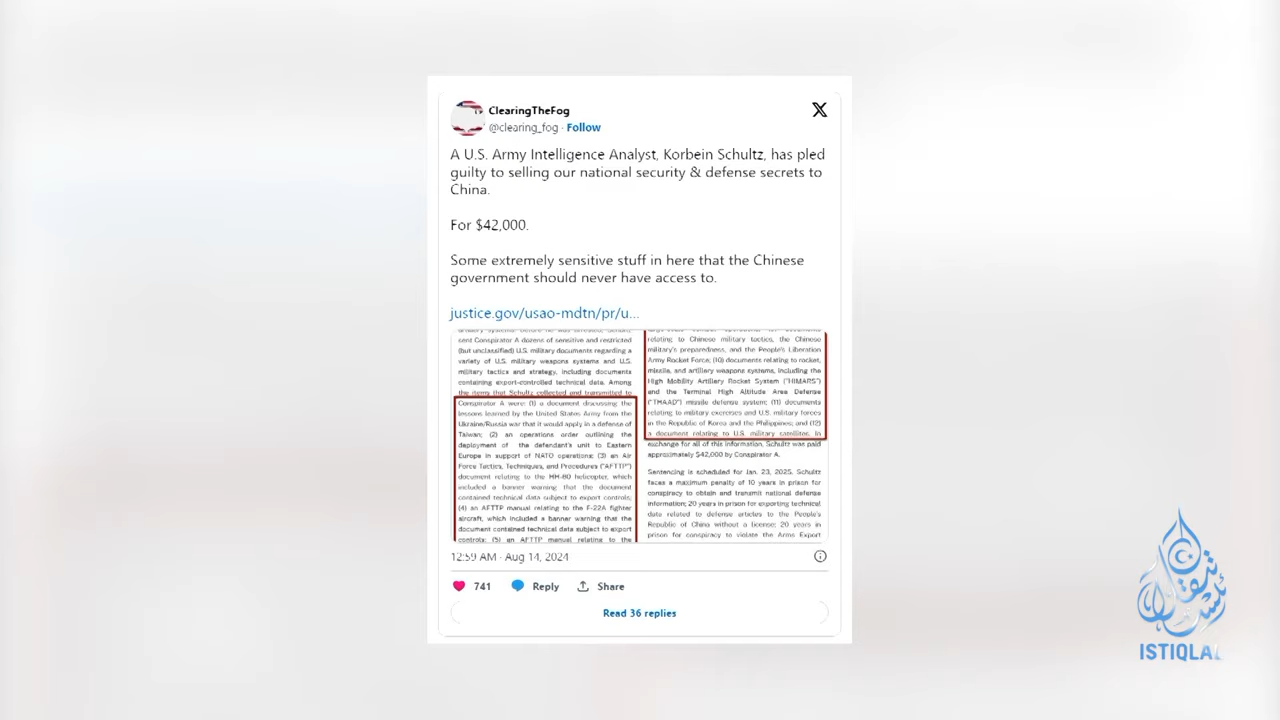 ClearingTheFog
@clearing_fog · Follow
A U.S. Army Intelligence Analyst, Korbein Schultz, has pled
guilty to selling our national security & defense secrets to
China.
For $42,000.
Some extremely sensitive stuff in here that the Chinese
government should never have access to.
justice.gov/usao-mdtn/pr/u...
sent Conspirator A dozens of sensitive and restricted
(but unclassified) U.S. military documents regarding a
variety of U.S. military weapons systems and U.S.
military tactics and strategy, including documents
containing export-controlled technical data. Among
the items that Schultz collected and transmitted to
Conspirator A were: (1) a document discussing the
lessons learned by the United States Army from the
Ukraine/Russia war that it would apply in a defense of
Taiwan; (2) an operations order outlining the
deployment of the defendant's unit to Eastern
Europe in support of NATO operations; (3) an Air
Force Tactics, Techniques, and Procedures ("AFTTP")
document relating to the HH-60 helicopter, which
included a banner warning that the document
contained technical data subject to export controls;
(4) an AFTTP manual relating to the F-22A fighter
aircraft, which included a banner warning that the
document contained technical data subject to export
controls; (5) an AFTTP manual relating to the
relating to Chinese military tactics, the Chinese
military's preparedness, and the People's Liberation
Army Rocket Force; (10) documents relating to rocket,
missile, and artillery weapons systems, including the
High Mobility Artillery Rocket System ("HIMARS")
and the Terminal High Altitude Area Defense
("THAAD") missile defense system; (11) documents
relating to military exercises and U.S. military forces
in the Republic of Korea and the Philippines; and (12)
a document relating to U.S. military satellites. In
exchange for all of this information, Schultz was paid
approximately $42,000 by Conspirator A.
Sentencing is scheduled for Jan. 23, 2025. Schultz
faces a maximum penalty of 10 years in prison for
conspiracy to obtain and transmit national defense
information; 20 years in prison for exporting technical
data related to defense articles to the People's
Republic of China without a license; 20 years in
prison for conspiracy to violate the Arms Export
12:59 AM · Aug 14, 2024
741 Reply Share
Read 36 replies
ISTIQLAL